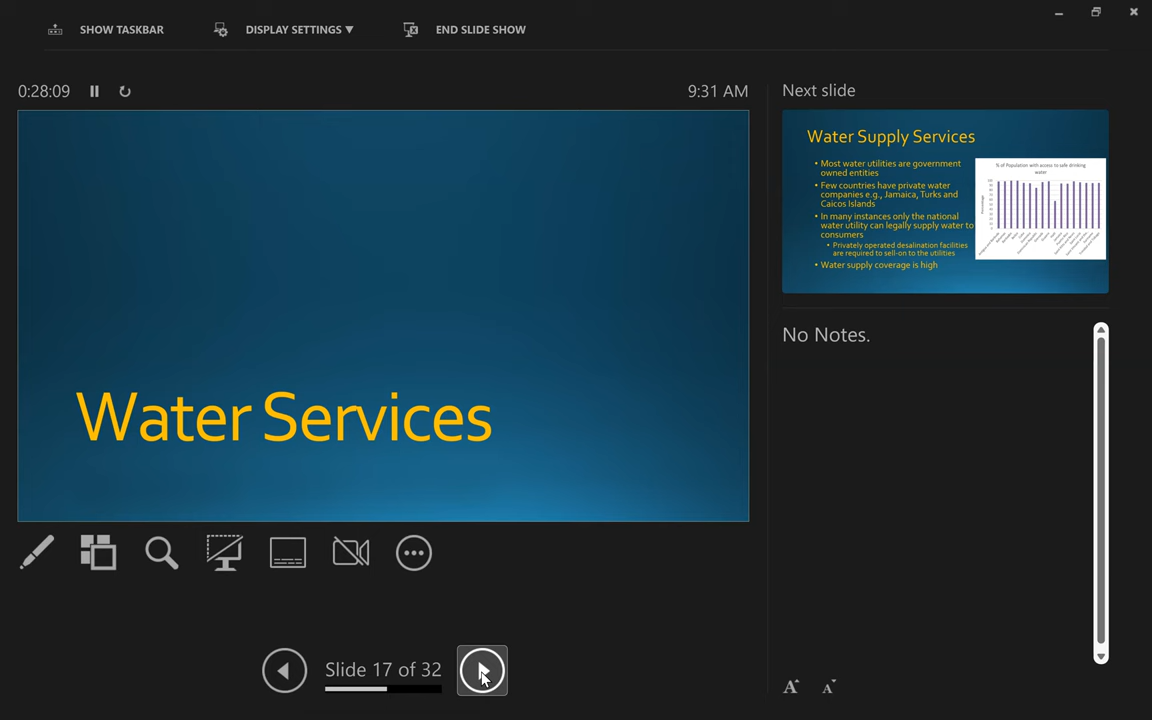 SHOW TASKBAR
DISPLAY SETTINGS ▼
END SLIDE SHOW
0:28:09
9:31 AM
Water Services
Slide 17 of 32
Next slide
Water Supply Services
• Most water utilities are government
owned entities
• Few countries have private water
companies e.g., Jamaica, Turks and
Caicos Islands
• In many instances only the national
water utility can legally supply water to
consumers
• Privately operated desalination facilities
are required to sell-on to the utilities
• Water supply coverage is high
% of Population with access to safe drinking
water
No Notes.
A
A